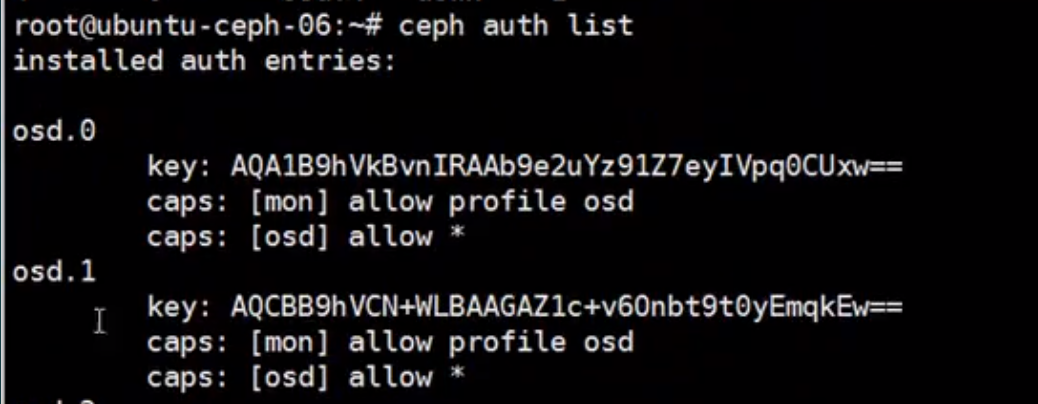 root@ubuntu-ceph-06:~# ceph auth list
installed auth entries:
osd.0
key: AQA1B9hVkBvnIRAAb9e2uYz91Z7eyIVpq0CUxw==
caps: [mon] allow profile osd
caps: [osd] allow *
osd.1
key: AQCBB9hVCN+WLBAAGAZ1c+v6Onbt9t0yEmqkEw==
caps: [mon] allow profile osd
caps: [osd] allow *